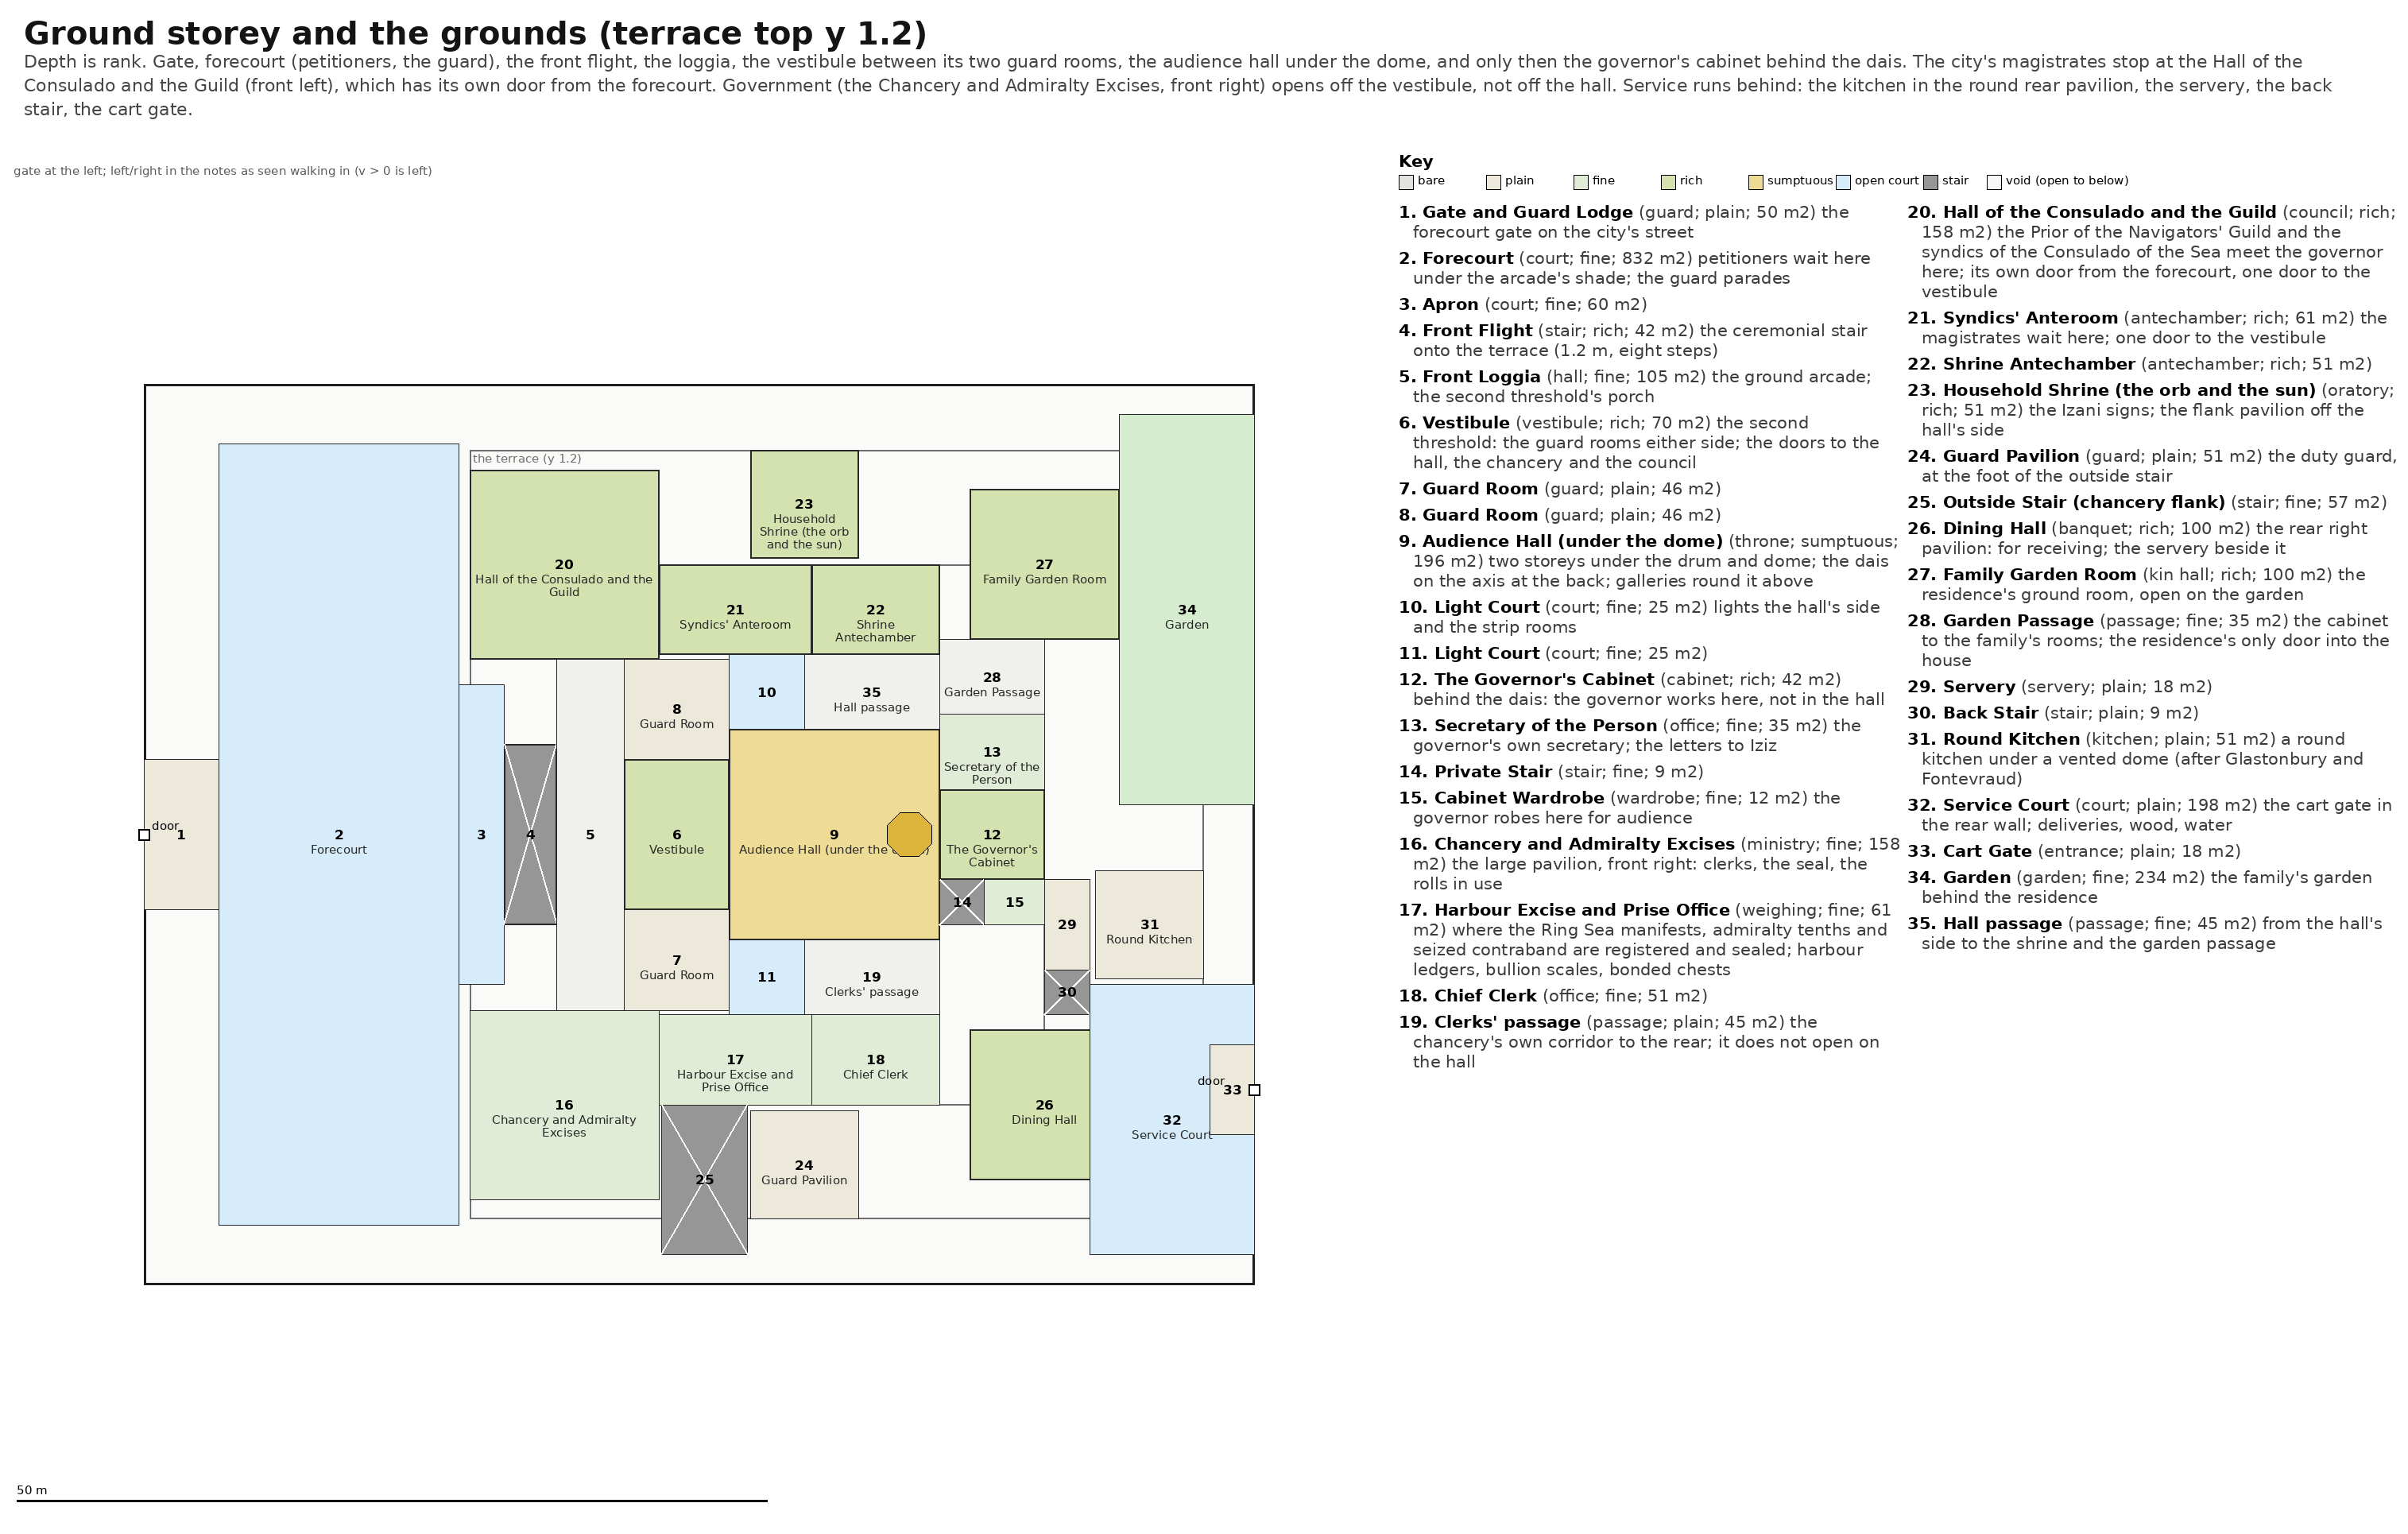 Ground storey and the grounds (terrace top y 1.2)
Depth is rank. Gate, forecourt (petitioners, the guard), the front flight, the loggia, the vestibule between its two guard rooms, the audience hall under the dome, and only then the governor's cabinet behind the dais. The city's magistrates stop at the Hall of the
Consulado and the Guild (front left), which has its own door from the forecourt. Government (the Chancery and Admiralty Excises, front right) opens off the vestibule, not off the hall. Service runs behind: the kitchen in the round rear pavilion, the servery, the back
stair, the cart gate.
gate at the left; left/right in the notes as seen walking in (v > 0 is left)
the terrace (y 1.2)
23
Household
Shrine (the orb
and the sun)
20
Hall of the Consulado and the
Guild
27
Family Garden Room
21
Syndics' Anteroom
22
Shrine
Antechamber
34
Garden
28
Garden Passage
10
35
Hall passage
8
Guard Room
13
Secretary of the
Person
door
1
2
Forecourt
3
4
5
6
Vestibule
9
Audience Hall (under the
12
The Governor's
Cabinet
14
15
29
31
Round Kitchen
7
Guard Room
11
19
Clerks' passage
30
17
Harbour Excise and
Prise Office
18
Chief Clerk
door
33
16
Chancery and Admiralty
Excises
26
Dining Hall
32
Service Court
25
24
Guard Pavilion
50 m
Key
bare
plain
fine
rich
sumptuous
open court
stair
void (open to below)
1. Gate and Guard Lodge (guard; plain; 50 m2) the
forecourt gate on the city's street
2. Forecourt (court; fine; 832 m2) petitioners wait here
under the arcade's shade; the guard parades
3. Apron (court; fine; 60 m2)
4. Front Flight (stair; rich; 42 m2) the ceremonial stair
onto the terrace (1.2 m, eight steps)
5. Front Loggia (hall; fine; 105 m2) the ground arcade;
the second threshold's porch
6. Vestibule (vestibule; rich; 70 m2) the second
threshold: the guard rooms either side; the doors to the
hall, the chancery and the council
7. Guard Room (guard; plain; 46 m2)
8. Guard Room (guard; plain; 46 m2)
9. Audience Hall (under the dome) (throne; sumptuous;
196 m2) two storeys under the drum and dome; the dais
on the axis at the back; galleries round it above
10. Light Court (court; fine; 25 m2) lights the hall's side
and the strip rooms
11. Light Court (court; fine; 25 m2)
12. The Governor's Cabinet (cabinet; rich; 42 m2)
behind the dais: the governor works here, not in the hall
13. Secretary of the Person (office; fine; 35 m2) the
governor's own secretary; the letters to Iziz
14. Private Stair (stair; fine; 9 m2)
15. Cabinet Wardrobe (wardrobe; fine; 12 m2) the
governor robes here for audience
16. Chancery and Admiralty Excises (ministry; fine; 158
m2) the large pavilion, front right: clerks, the seal, the
rolls in use
17. Harbour Excise and Prise Office (weighing; fine; 61
m2) where the Ring Sea manifests, admiralty tenths and
seized contraband are registered and sealed; harbour
ledgers, bullion scales, bonded chests
18. Chief Clerk (office; fine; 51 m2)
19. Clerks' passage (passage; plain; 45 m2) the
chancery's own corridor to the rear; it does not open on
the hall
20. Hall of the Consulado and the Guild (council; rich;
158 m2) the Prior of the Navigators' Guild and the
syndics of the Consulado of the Sea meet the governor
here; its own door from the forecourt, one door to the
vestibule
21. Syndics' Anteroom (antechamber; rich; 61 m2) the
magistrates wait here; one door to the vestibule
22. Shrine Antechamber (antechamber; rich; 51 m2)
23. Household Shrine (the orb and the sun) (oratory;
rich; 51 m2) the Izani signs; the flank pavilion off the
hall's side
24. Guard Pavilion (guard; plain; 51 m2) the duty guard,
at the foot of the outside stair
25. Outside Stair (chancery flank) (stair; fine; 57 m2)
26. Dining Hall (banquet; rich; 100 m2) the rear right
pavilion: for receiving; the servery beside it
27. Family Garden Room (kin hall; rich; 100 m2) the
residence's ground room, open on the garden
28. Garden Passage (passage; fine; 35 m2) the cabinet
to the family's rooms; the residence's only door into the
house
29. Servery (servery; plain; 18 m2)
30. Back Stair (stair; plain; 9 m2)
31. Round Kitchen (kitchen; plain; 51 m2) a round
kitchen under a vented dome (after Glastonbury and
Fontevraud)
32. Service Court (court; plain; 198 m2) the cart gate in
the rear wall; deliveries, wood, water
33. Cart Gate (entrance; plain; 18 m2)
34. Garden (garden; fine; 234 m2) the family's garden
behind the residence
35. Hall passage (passage; fine; 45 m2) from the hall's
side to the shrine and the garden passage